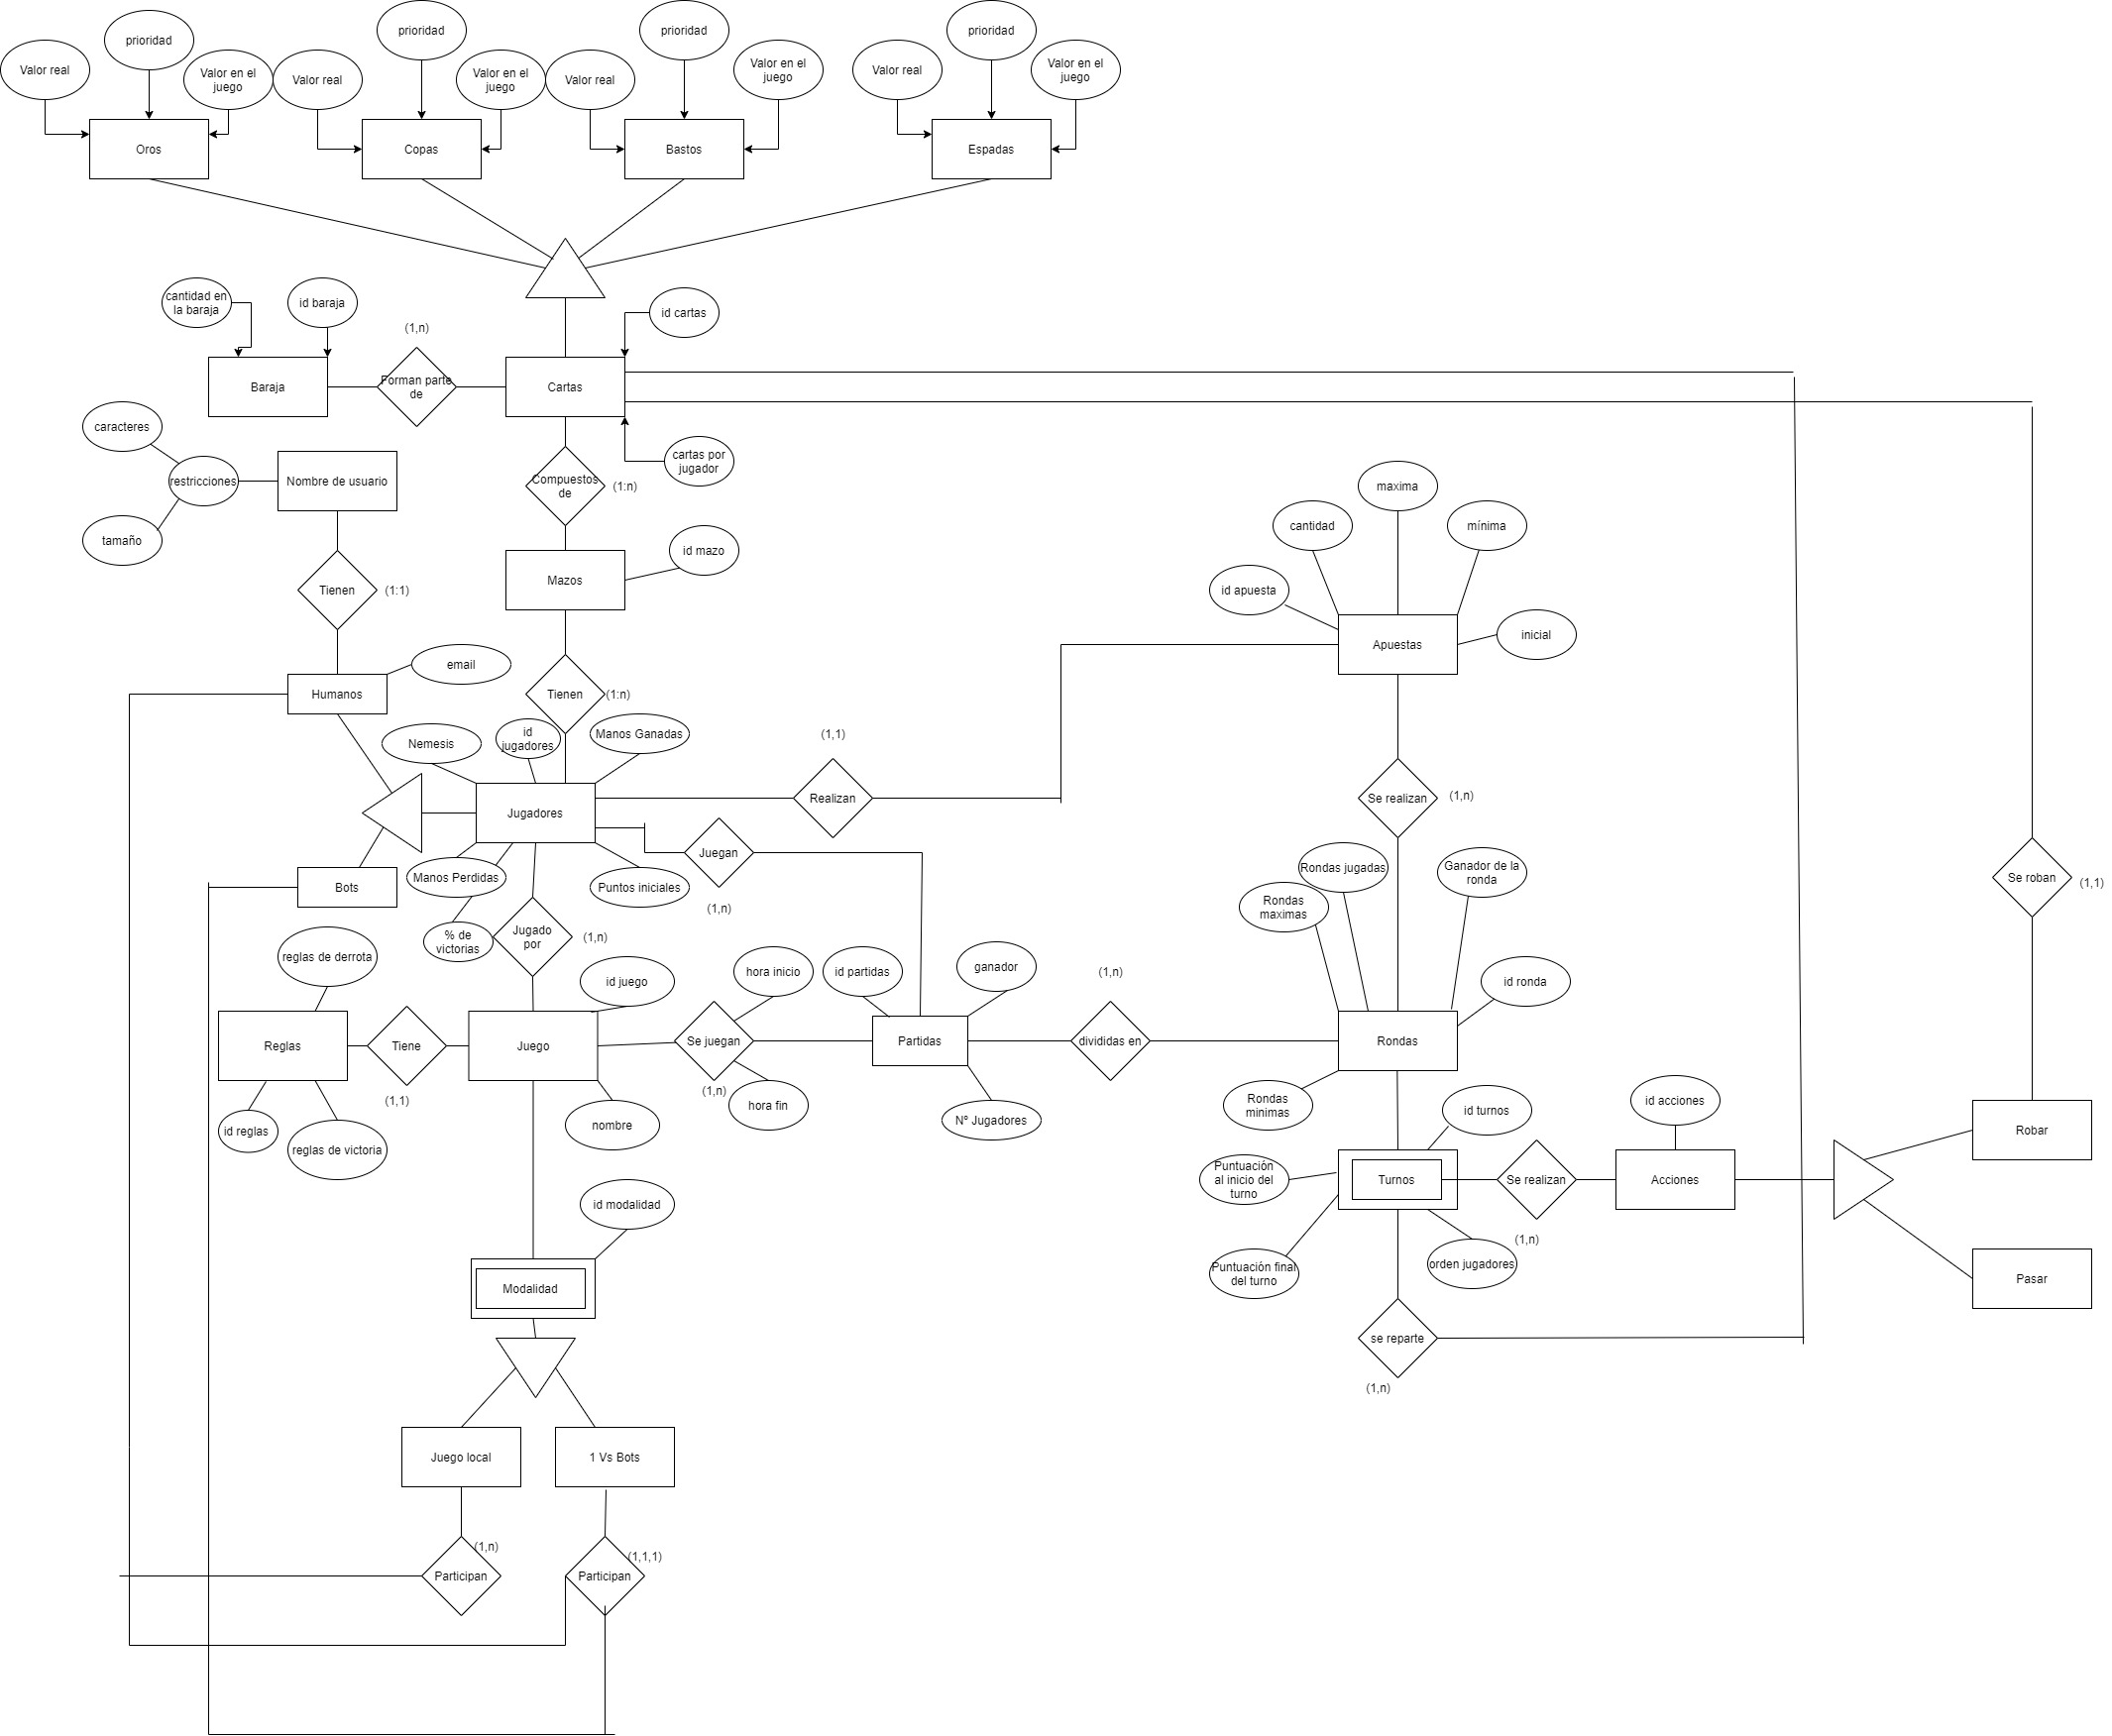 prioridad
prioridad
prioridad
prioridad
Valor real
Valor en el
juego
Valor real
Valor en el
juego
Valor real
Valor en el
juego
Valor real
Valor en el
juego
Oros
Copas
Bastos
Espadas
cantidad en
la baraja
id baraja
(1,n)
id cartas
Baraja
Forman parte
de
Cartas
caracteres
restricciones
Nombre de usuario
tamaño
cartas por
jugador
Compuestos
de
(1:n)
maxima
cantidad
mínima
id mazo
Mazos
Tienen
(1:1)
id apuesta
Apuestas
inicial
email
Humanos
Tienen
(1:n)
Nemesis
id
jugadores
Manos Ganadas
(1,1)
Jugadores
Realizan
Se realizan
(1,n)
Juegan
(1,n)
Bots
Manos Perdidas
Puntos iniciales
% de
victorias
Jugado
por
(1,n)
Rondas jugadas
Rondas
maximas
Ganador de la
ronda
Se roban
(1,1)
reglas de derrota
id juego
hora inicio
id partidas
ganador
(1,n)
id ronda
Reglas
Tiene
(1,1)
Juego
Se juegan
(1,n)
Partidas
divididas en
Rondas
id reglas
reglas de victoria
nombre
hora fin
Nº Jugadores
Rondas
minimas
id turnos
id acciones
Robar
Puntuación
al inicio del
turno
Turnos
Se realizan
(1,n)
Acciones
id modalidad
Puntuación final
del turno
orden jugadores
Pasar
Modalidad
se reparte
(1,n)
Juego local
1 Vs Bots
(1,n)
Participan
(1,1,1)
Participan